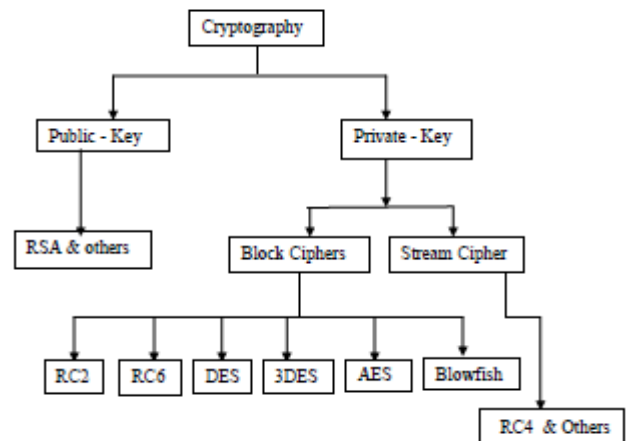 Cryptography
Public - Key
Private - Key
RSA & others
Block Ciphers
Stream Cipher
RC2
RC6
DES
3DES
AES
Blowfish
RC4 & Others